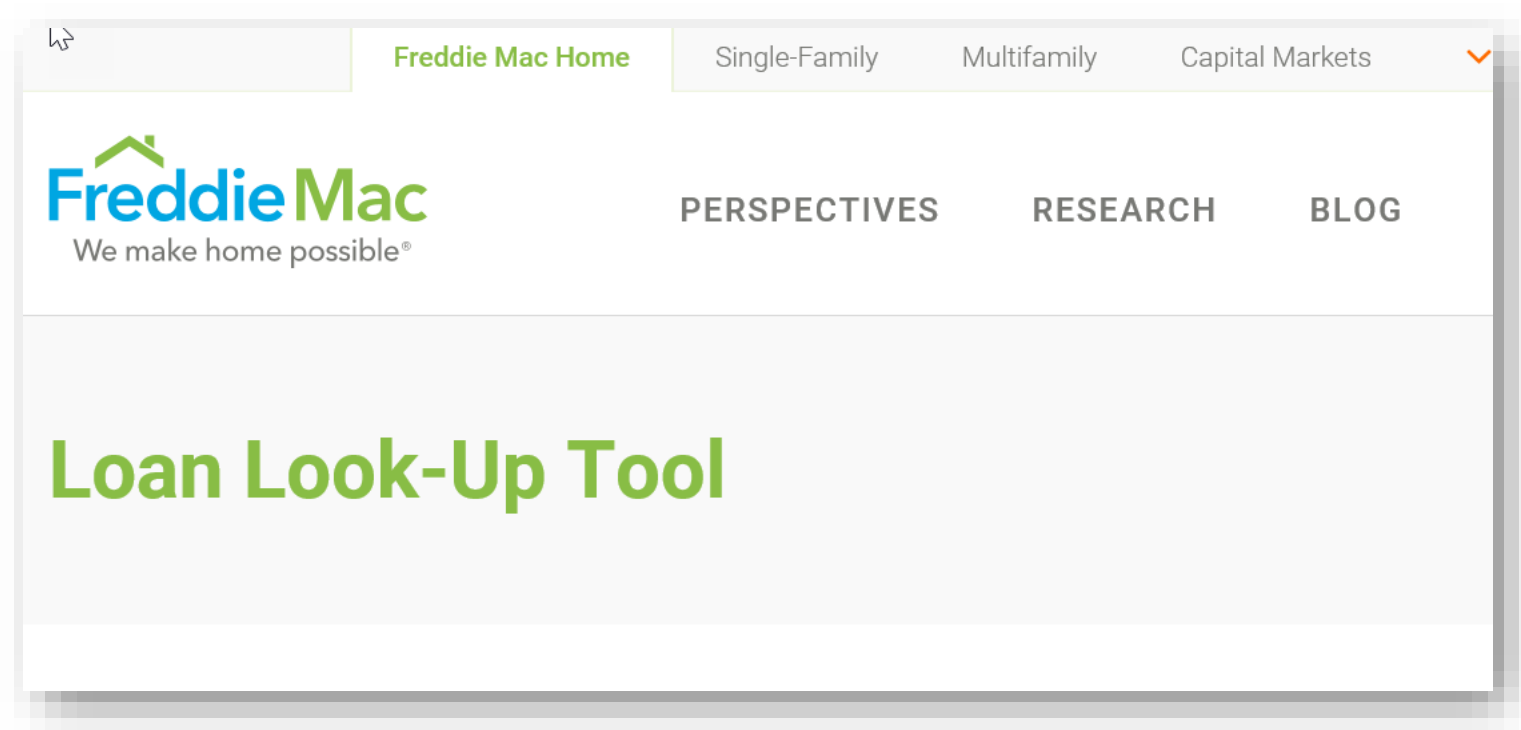 Freddie Mac Home Single-Family Multifamily Capital Markets
Freddie Mac
We make home possible®
PERSPECTIVES RESEARCH BLOG
Loan Look-Up Tool